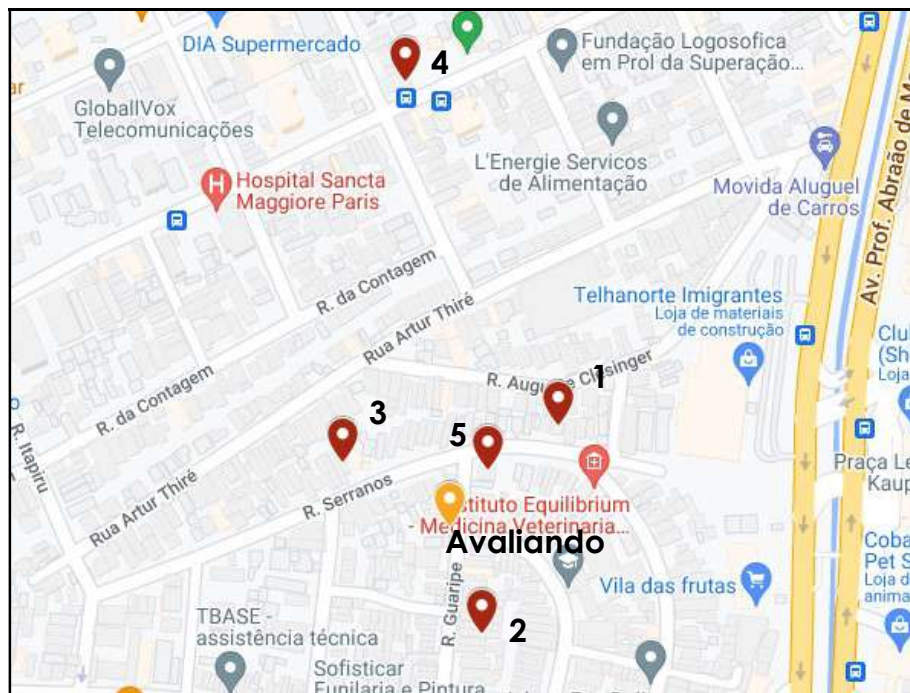 DIA Supermercado
4
Fundação Logosofica
em Prol da Superação...
ar
GloballVox
Telecomunicações
L'Energie Servicos
de Alimentação
Movida Aluguel
de Carros
Hospital Sancta
Maggiore Paris
Av. Prof. Abraão de
R. da Contagem
Rua Artur Thiré
Telhanorte Imigrantes
Loja de materiais
de construção
Clu
(Sh
Loja
R. Clésinger
1
3
5
R. da Contagem
R. Itapiru
Rua Artur Thiré
R. Serranos
Praça Le
Kaup
stituto Equilibrium
- Medicina Veterinaria...
Avaliando
Coba
Pet S
Loja d
anima
Vila das frutas
R. Guaripe
2
TBASE -
assistência técnica
Sofisticar
Funilaria e Pintura